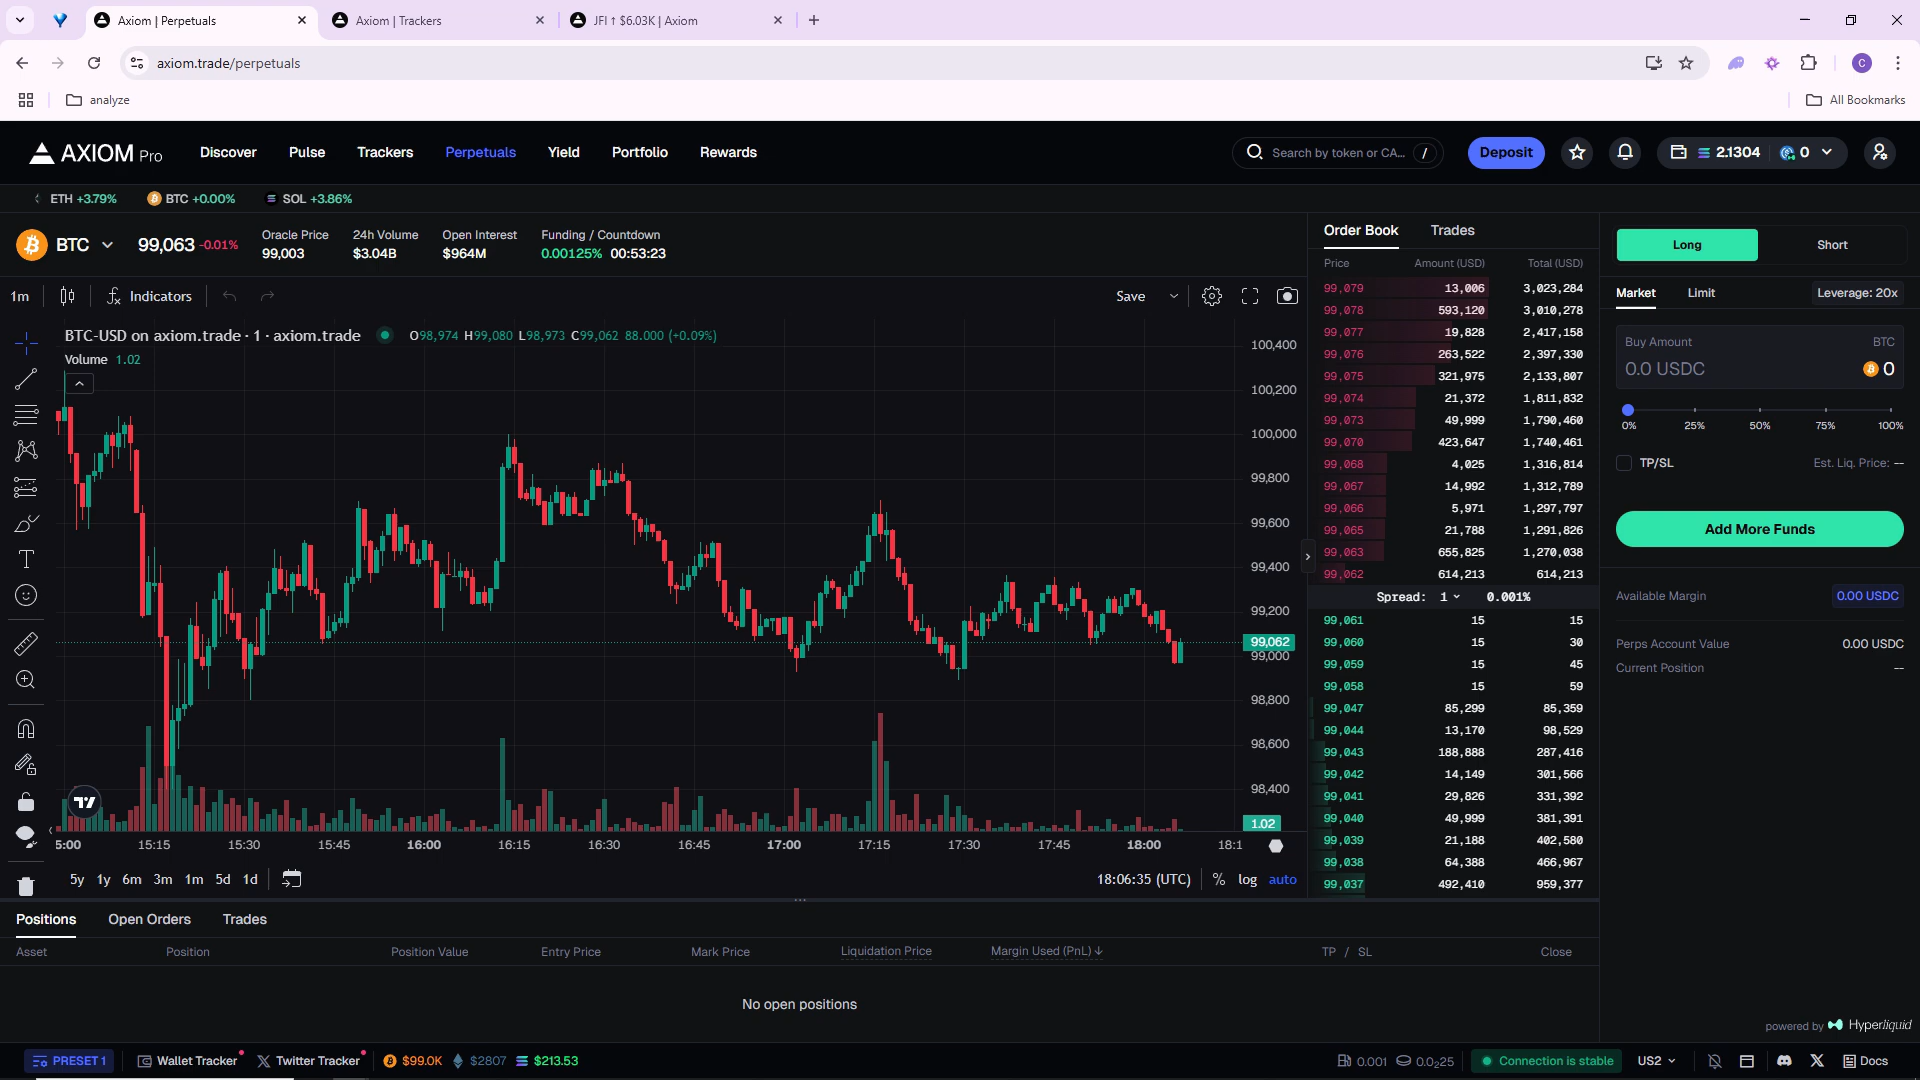 Axiom | Perpetuals
Axiom | Trackers
JFI ↑ $6.03K | Axiom
axiom.trade/perpetuals
C
analyze
All Bookmarks
AXIOM Pro
Discover
Pulse
Trackers
Perpetuals
Yield
Portfolio
Rewards
Search by token or CA... /
Deposit
2.1304
0
ETH +3.79%
BTC +0.00%
SOL +3.86%
BTC
99,063 -0.01%
Oracle Price
99,003
24h Volume
$3.04B
Open Interest
$964M
Funding / Countdown
0.00125% 00:53:23
1m
Indicators
Save
BTC-USD on axiom.trade · 1 · axiom.trade
O98,974 H99,080 L98,973 C99,062 88.000 (+0.09%)
Volume 1.02
100,400
100,200
100,000
99,800
99,600
99,400
99,200
99,062
99,000
98,800
98,600
98,400
1.02
5:00
15:15
15:30
15:45
16:00
16:15
16:30
16:45
17:00
17:15
17:30
17:45
18:00
18:1
5y 1y 6m 3m 1m 5d 1d
18:06:35 (UTC)
% log auto
Order Book
Trades
Price Amount (USD) Total (USD)
99,079 13,006 3,023,284
99,078 593,120 3,010,278
99,077 19,828 2,417,158
99,076 263,522 2,397,330
99,075 321,975 2,133,807
99,074 21,372 1,811,832
99,073 49,999 1,790,460
99,070 423,647 1,740,461
99,068 4,025 1,316,814
99,067 14,992 1,312,789
99,066 5,971 1,297,797
99,065 21,788 1,291,826
99,063 655,825 1,270,038
99,062 614,213 614,213
Spread: 1 0.001%
99,061 15 15
99,060 15 30
99,059 15 45
99,058 15 59
99,047 85,299 85,359
99,044 13,170 98,529
99,043 188,888 287,416
99,042 14,149 301,566
99,041 29,826 331,392
99,040 49,999 381,391
99,039 21,188 402,580
99,038 64,388 466,967
99,037 492,410 959,377
Long
Short
Market
Limit
Leverage: 20x
Buy Amount BTC
0.0 USDC 0
0% 25% 50% 75% 100%
TP/SL
Est. Liq. Price: --
Add More Funds
Available Margin 0.00 USDC
Perps Account Value 0.00 USDC
Current Position --
powered by Hyperliquid
Positions
Open Orders
Trades
Asset Position Position Value Entry Price Mark Price Liquidation Price Margin Used (PnL) ↓ TP / SL Close
No open positions
PRESET 1
Wallet Tracker
Twitter Tracker
$99.0K
$2807
$213.53
0.001
0.0₂25
Connection is stable
US2
Docs